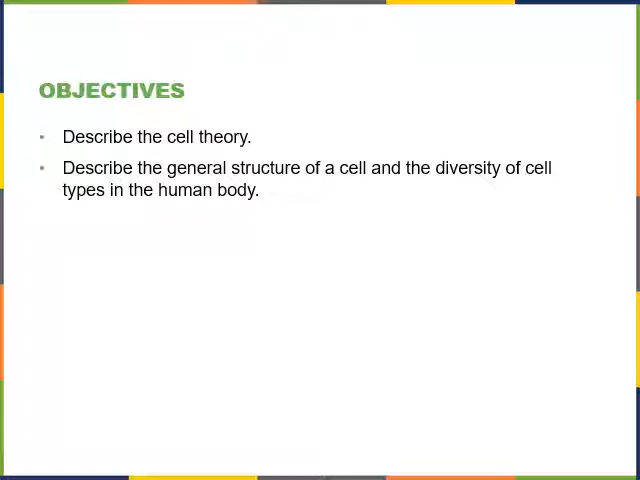 OBJECTIVES
• Describe the cell theory.
• Describe the general structure of a cell and the diversity of cell
types in the human body.